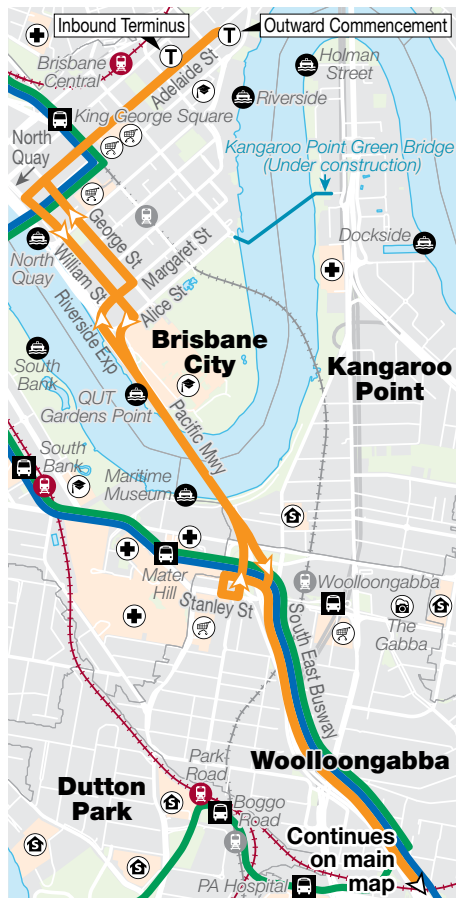 Inbound Terminus
Outward Commencement
T
T
Brisbane
Central
Adelaide St
Holman
Street
Riverside
King George Square
North
Quay
Kangaroo Point Green Bridge
(Under construction)
George St
Margaret St
Dockside
North
Quay
William St
Alice St
Riverside Exp
Brisbane
City
Kangaroo
Point
South
Bank
QUT
Gardens Point
Pacific Mwy
South
Bank
Maritime
Museum
S
Mater
Hill
Woolloongabba
Stanley St
S
The
Gabba
South East Busway
Woolloongabba
Dutton
Park
Park
Road
S
Boggo
Road
Continues
on main
map
S
S
PA Hospital